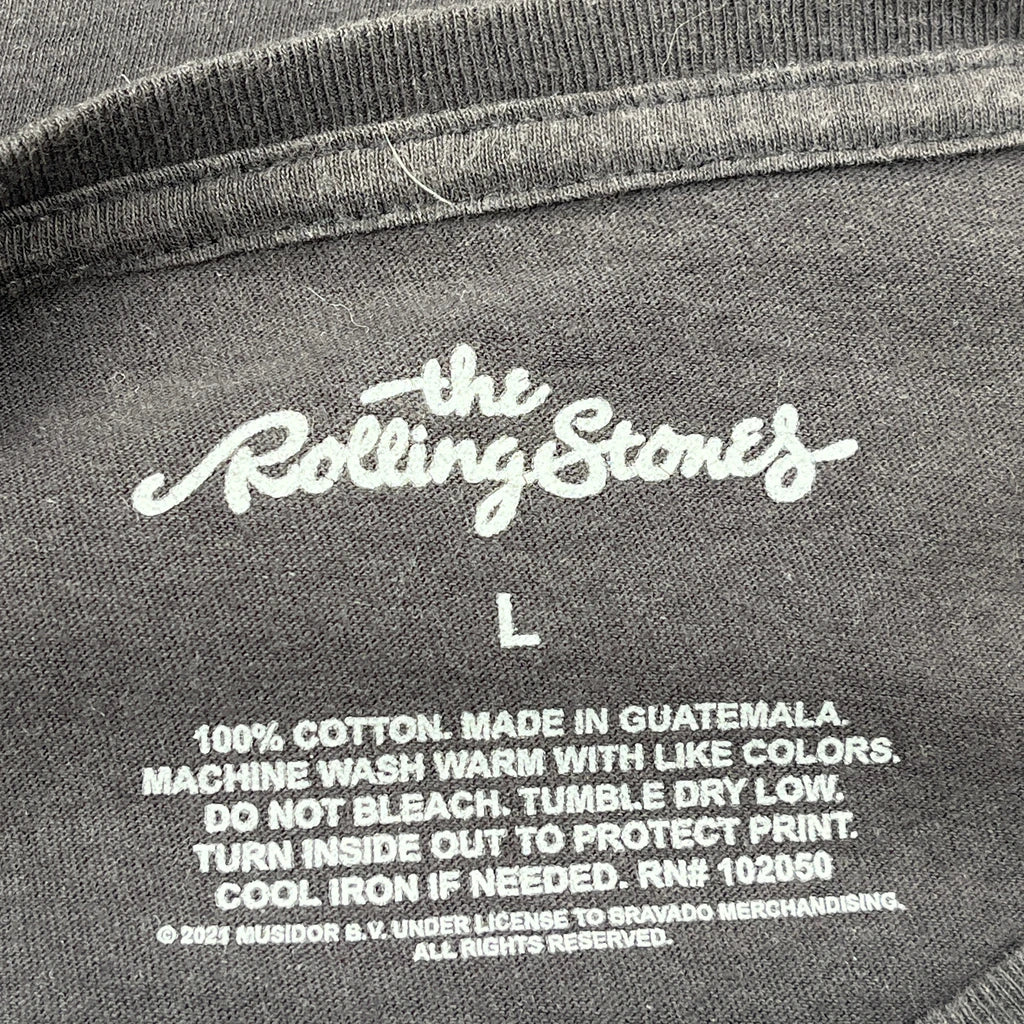 the
Rolling Stones
L
100% COTTON. MADE IN GUATEMALA.
MACHINE WASH WARM WITH LIKE COLORS.
DO NOT BLEACH. TUMBLE DRY LOW.
TURN INSIDE OUT TO PROTECT PRINT.
COOL IRON IF NEEDED. RN# 102050
© 2021 MUSIDOR B.V. UNDER LICENSE TO BRAVADO MERCHANDISING.
ALL RIGHTS RESERVED.